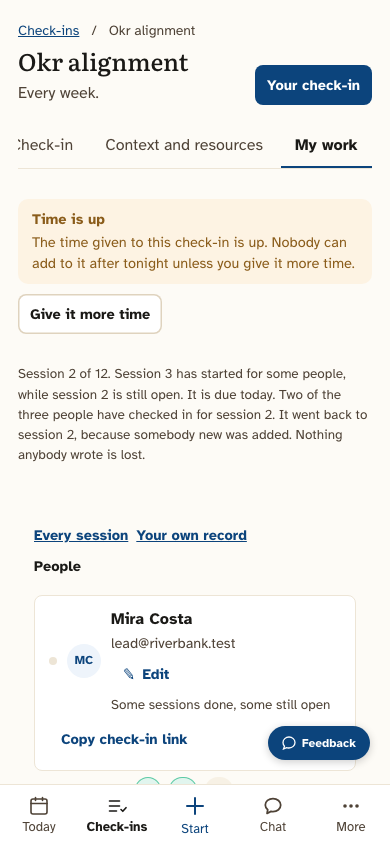 Check-ins / Okr alignment
Okr alignment
Every week.
Your check-in
Check-in
Context and resources
My work
Time is up
The time given to this check-in is up. Nobody can
add to it after tonight unless you give it more time.
Give it more time
Session 2 of 12. Session 3 has started for some people,
while session 2 is still open. It is due today. Two of the
three people have checked in for session 2. It went back to
session 2, because somebody new was added. Nothing
anybody wrote is lost.
Every session Your own record
People
MC
Mira Costa
lead@riverbank.test
Edit
Some sessions done, some still open
Copy check-in link
Feedback
Today
Check-ins
Start
Chat
More